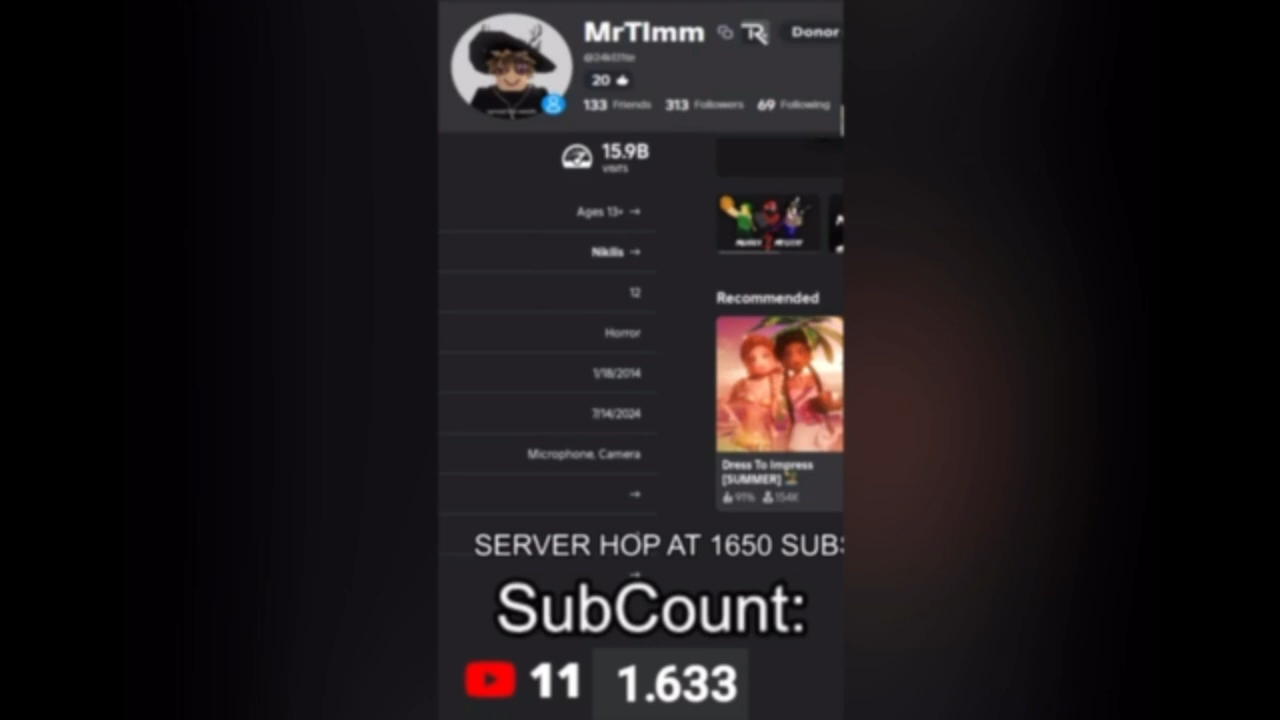 MrTlmm Donor
20
133 Friends 313 Followers 69 Following
15.9B
VISITS
Ages 13+ →
Nikilis →
12
Horror
1/18/2014
7/14/2024
Microphone, Camera
→
→
Recommended
Dress To Impress
[SUMMER]
91% 154K
SERVER HOP AT 1650 SUBS
SubCount:
11 1.633